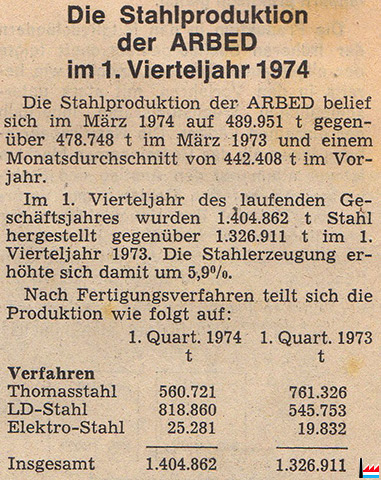 Die Stahlproduktion
der ARBED
im 1. Vierteljahr 1974
Die Stahlproduktion der ARBED belief
sich im März 1974 auf 489.951 t gegen-
über 478.748 t im März 1973 und einem
Monatsdurchschnitt von 442.408 t im Vor-
jahr.
Im 1. Vierteljahr des laufenden Ge-
schäftsjahres wurden 1.404.862 t Stahl
hergestellt gegenüber 1.326.911 t im 1.
Vierteljahr 1973. Die Stahlerzeugung er-
höhte sich damit um 5,9%.
Nach Fertigungsverfahren teilt sich die
Produktion wie folgt auf:
1. Quart. 1974 1. Quart. 1973
t t
Verfahren
Thomasstahl 560.721 761.326
LD-Stahl 818.860 545.753
Elektro-Stahl 25.281 19.832
Insgesamt 1.404.862 1.326.911